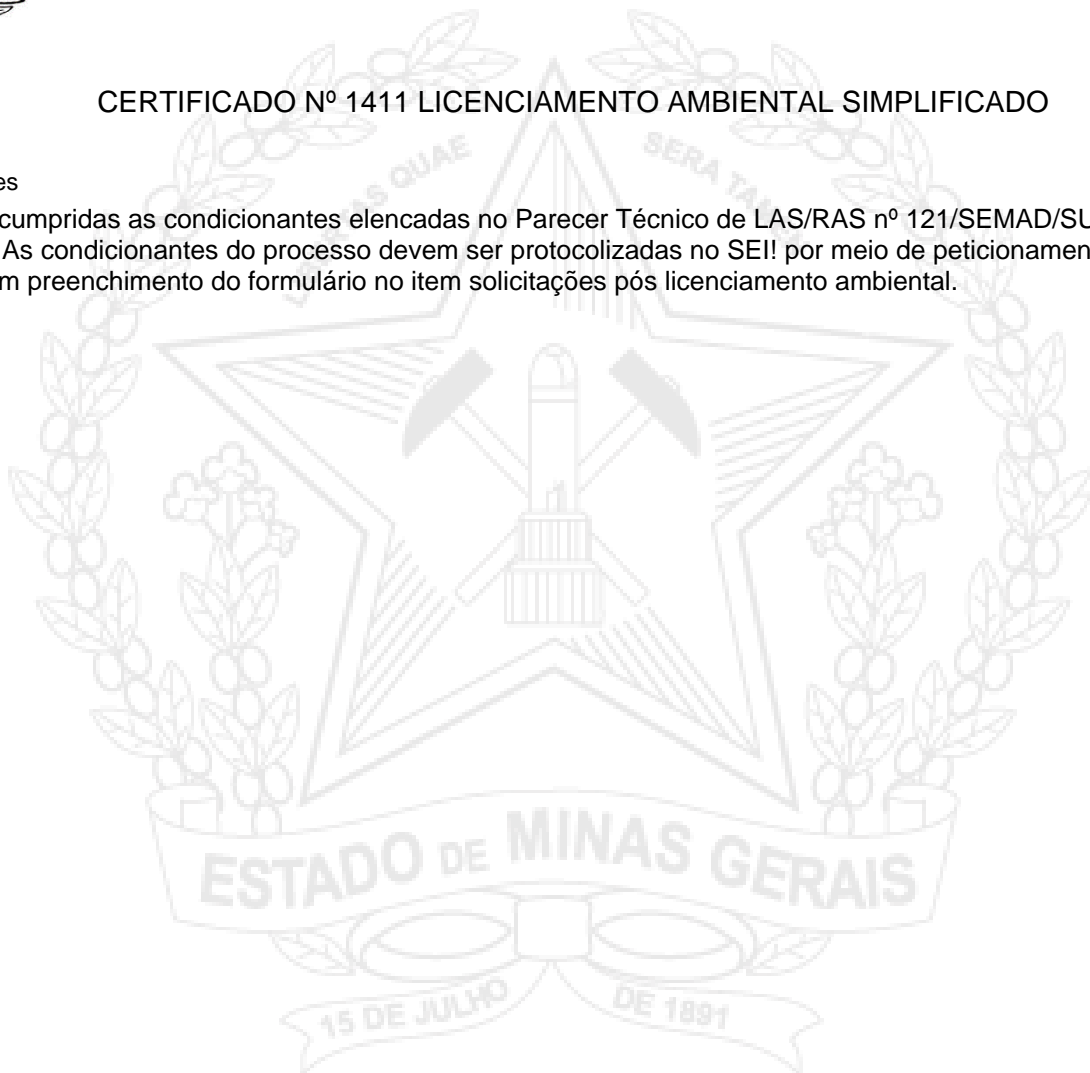 CERTIFICADO Nº 1411 LICENCIAMENTO AMBIENTAL SIMPLIFICADO
cumpridas as condicionantes elencadas no Parecer Técnico de LAS/RAS nº 121/SEMAD/SU
As condicionantes do processo devem ser protocolizadas no SEI! por meio de
preenchimento do formulário no item solicitações pós licenciamento ambiental.
QUAE SERA
ESTADO DE MINAS GERAIS
15 DE JULHO DE 1891